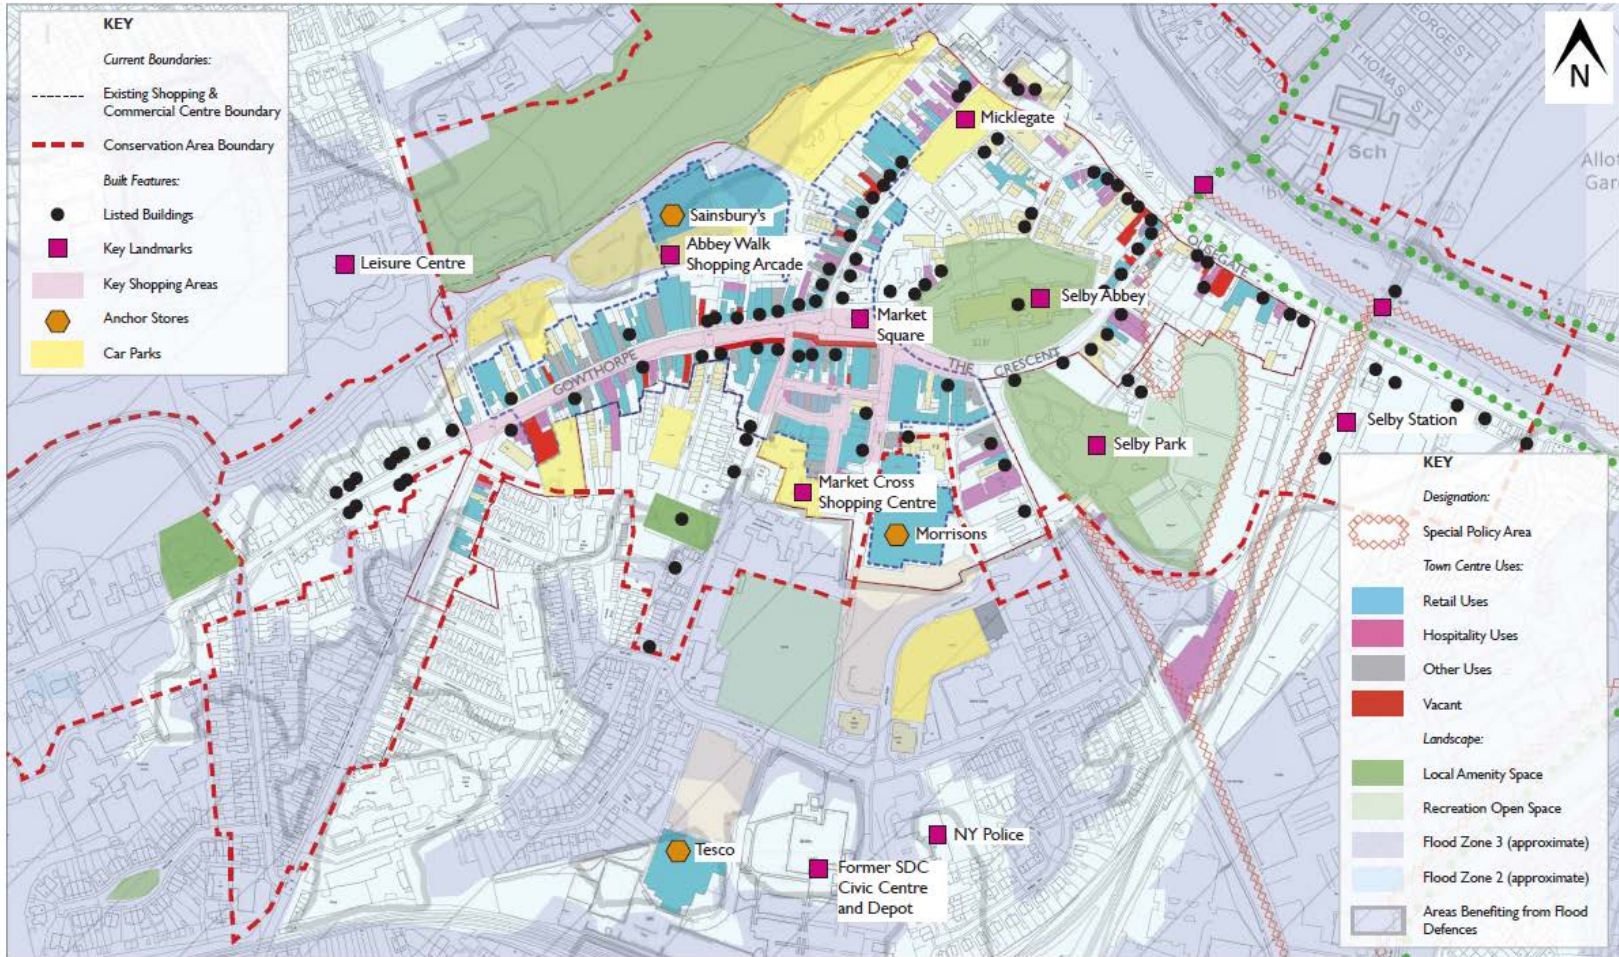 KEY
Current Boundaries:
Existing Shopping &
Commercial Centre Boundary
Conservation Area Boundary
Built Features:
Listed Buildings
Key Landmarks
Key Shopping Areas
Anchor Stores
Car Parks
N
GEORGE ST
THOMAS ST
Sch
Micklegate
Sainsbury's
Abbey Walk
Shopping Arcade
Leisure Centre
OUSEGATE
Selby Abbey
Market
Square
GOWTHORPE
THE CRESCENT
Selby Park
Selby Station
Market Cross
Shopping Centre
Morrisons
Tesco
NY Police
Former SDC
Civic Centre
and Depot
KEY
Designation:
Special Policy Area
Town Centre Uses:
Retail Uses
Hospitality Uses
Other Uses
Vacant
Landscape:
Local Amenity Space
Recreation Open Space
Flood Zone 3 (approximate)
Flood Zone 2 (approximate)
Areas Benefiting from Flood
Defences